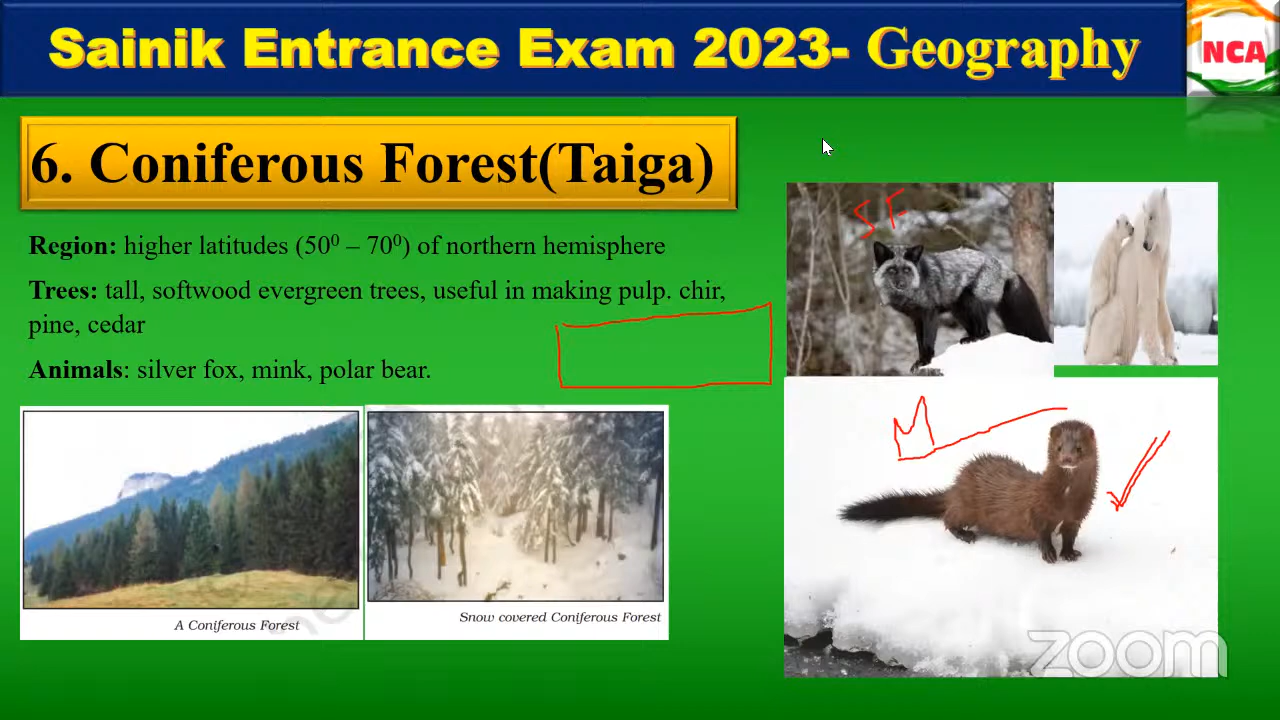 Sainik Entrance Exam 2023- Geography
NCA
6. Coniferous Forest(Taiga)
Region: higher latitudes (50⁰ – 70⁰) of northern hemisphere
Trees: tall, softwood evergreen trees, useful in making pulp. chir,
pine, cedar
Animals: silver fox, mink, polar bear.
SF
M
A Coniferous Forest
Snow covered Coniferous Forest
zoom